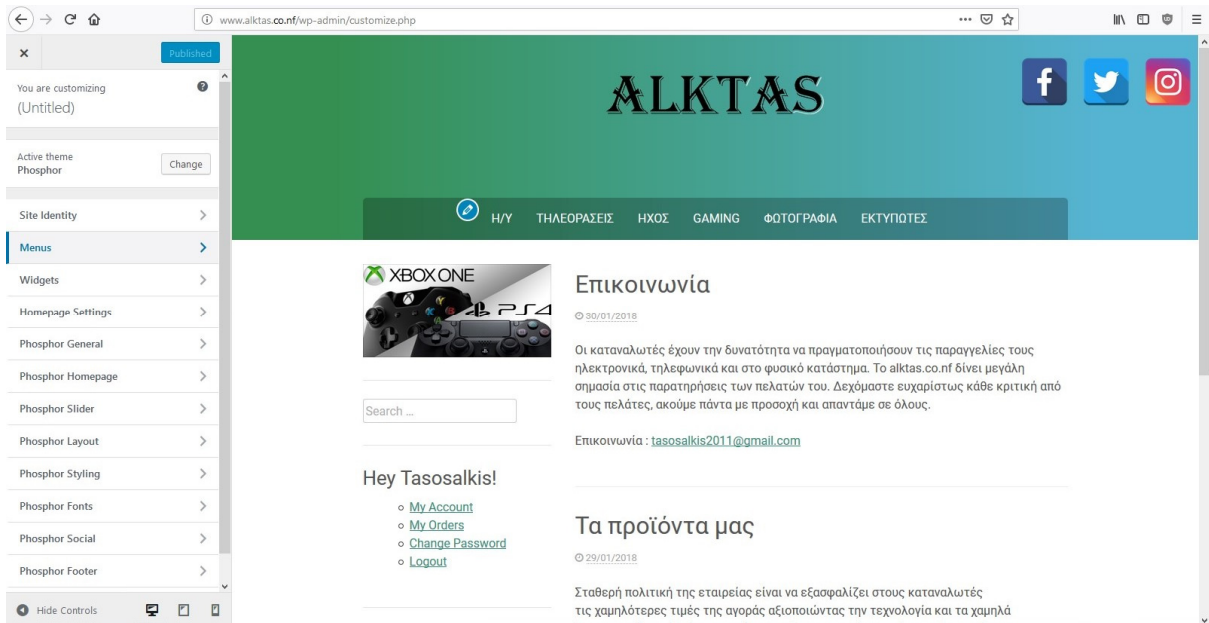 www.alktas.co.nf/wp-admin/customize.php
Published
You are customizing
(Untitled)
Active theme
Phosphor
Change
Site Identity
Menus
Widgets
Homepage Settings
Phosphor General
Phosphor Homepage
Phosphor Slider
Phosphor Layout
Phosphor Styling
Phosphor Fonts
Phosphor Social
Phosphor Footer
Hide Controls
ALKTAS
Η/Υ ΤΗΛΕΟΡΑΣΕΙΣ ΗΧΟΣ GAMING ΦΩΤΟΓΡΑΦΙΑ ΕΚΤΥΠΩΤΕΣ
XBOX ONE
PS4
Search ...
Hey Tasosalkis!
My Account
My Orders
Change Password
Logout
Επικοινωνία
30/01/2018
Οι καταναλωτές έχουν την δυνατότητα να πραγματοποιήσουν τις παραγγελίες τους
ηλεκτρονικά, τηλεφωνικά και στο φυσικό κατάστημα. Το alktas.co.nf δίνει μεγάλη
σημασία στις παρατηρήσεις των πελατών του. Δεχόμαστε ευχαρίστως κάθε κριτική από
τους πελάτες, ακούμε πάντα με προσοχή και απαντάμε σε όλους.
Επικοινωνία : tasosalkis2011@gmail.com
Τα προϊόντα μας
29/01/2018
Σταθερή πολιτική της εταιρείας είναι να εξασφαλίζει στους καταναλωτές
τις χαμηλότερες τιμές της αγοράς αξιοποιώντας την τεχνολογία και τα χαμηλά